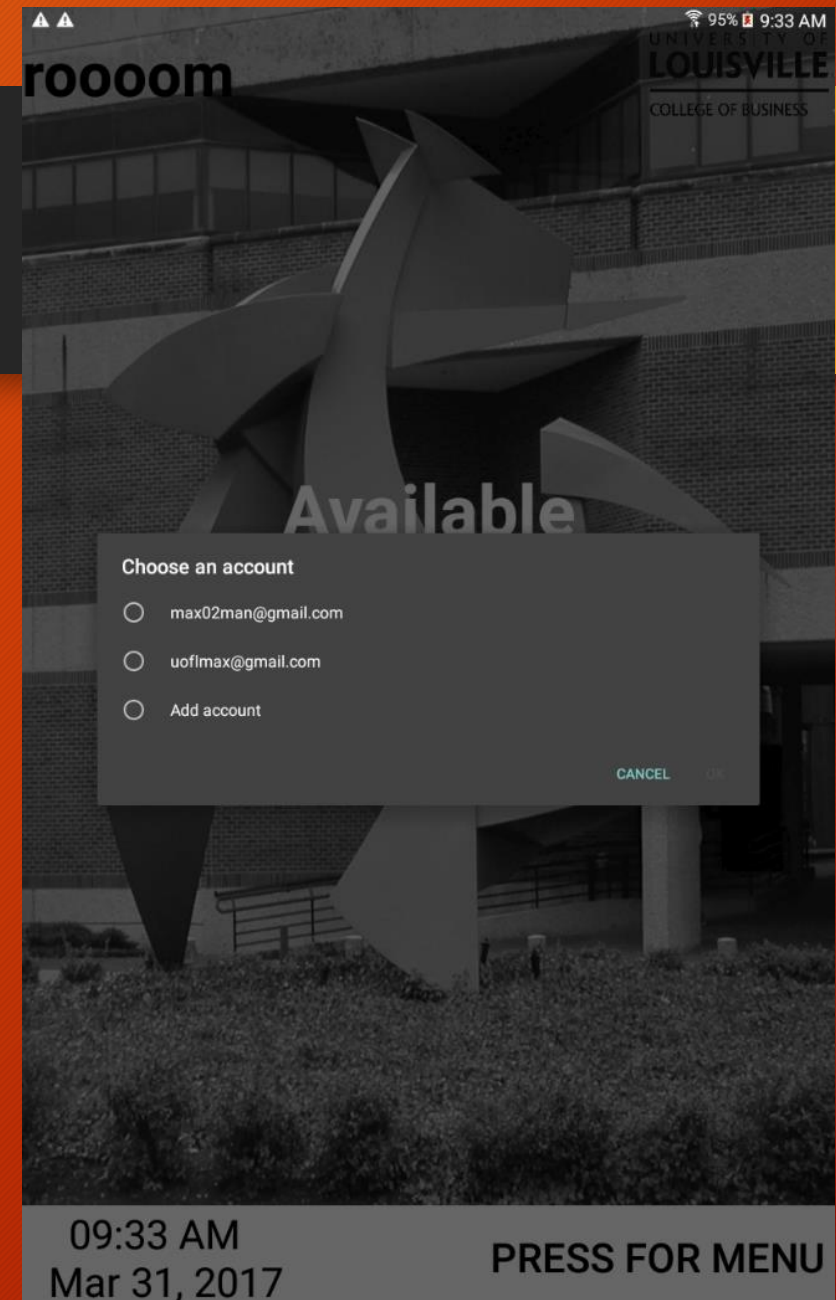 95% 9:33 AM
roooom
UNIVERSITY OF
LOUISVILLE
COLLEGE OF BUSINESS
Available
Choose an account
max02man@gmail.com
uoflmax@gmail.com
Add account
CANCEL OK
09:33 AM
Mar 31, 2017
PRESS FOR MENU